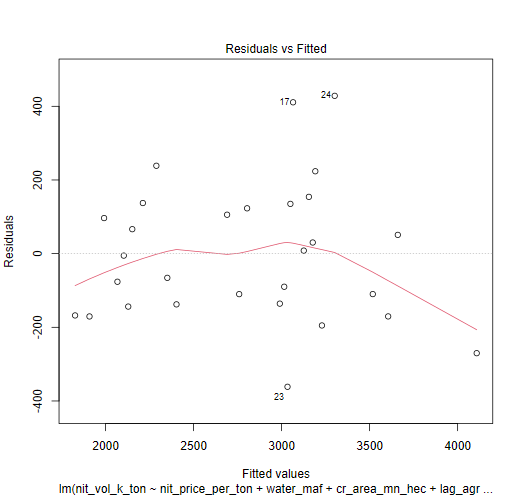 Residuals vs Fitted
Residuals
400
200
0
-200
-400
17
24
23
2000 2500 3000 3500 4000
Fitted values
lm(nit_vol_k_ton ~ nit_price_per_ton + water_maf + cr_area_mn_hec + lag_agr ...